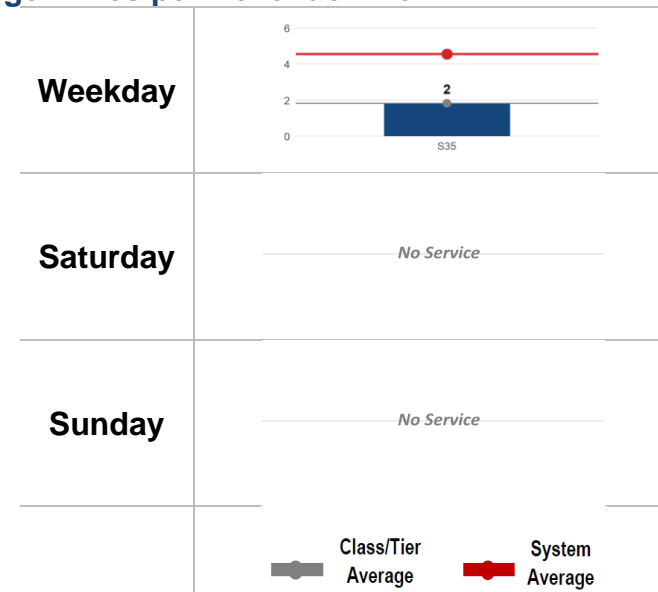 Weekday
6
4
2
2
0
S35
Saturday
No Service
Sunday
No Service
Class/Tier
Average
System
Average